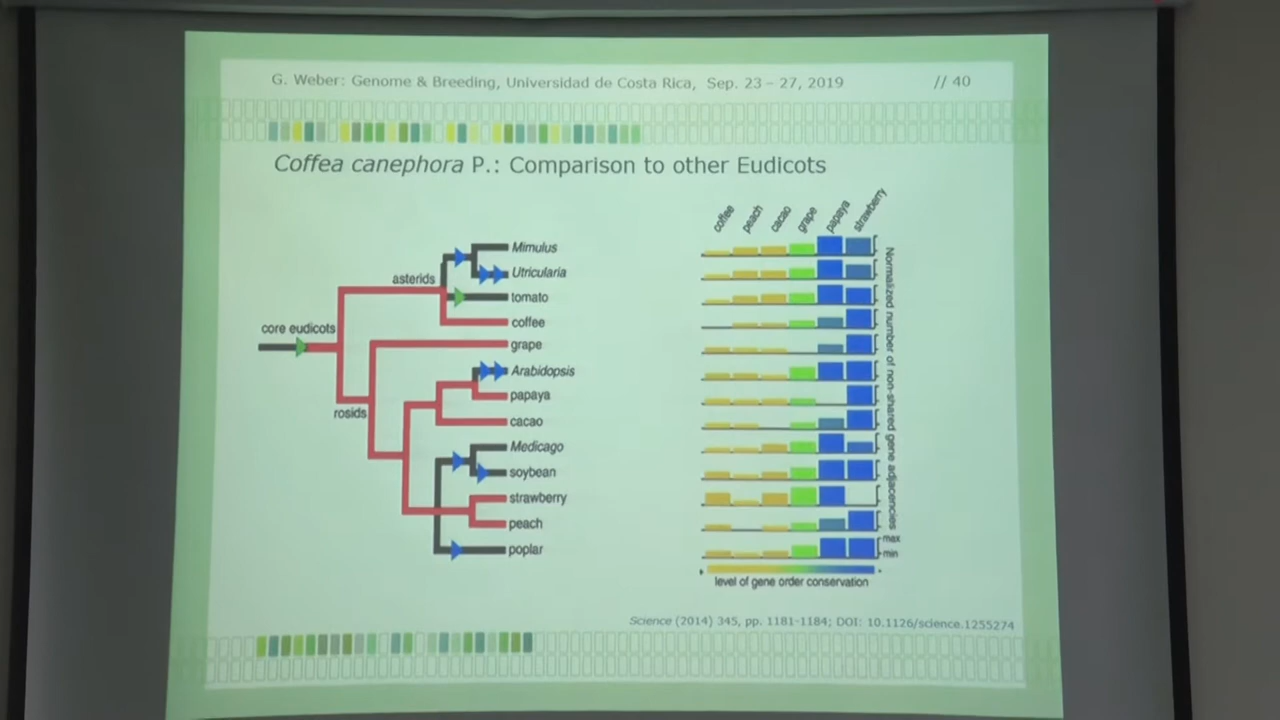 G. Weber: Genome & Breeding, Universidad de Costa Rica, Sep. 23 – 27, 2019
// 40
Coffea canephora P.: Comparison to other Eudicots
coffee
peach
cacao
grape
papaya
strawberry
Mimulus
asterids
Utricularia
tomato
coffee
core eudicots
grape
Arabidopsis
papaya
rosids
cacao
Medicago
soybean
strawberry
peach
poplar
Normalized number of non-shared gene adjacencies
max
min
- level of gene order conservation +
Science (2014) 345, pp. 1181-1184; DOI: 10.1126/science.1255274